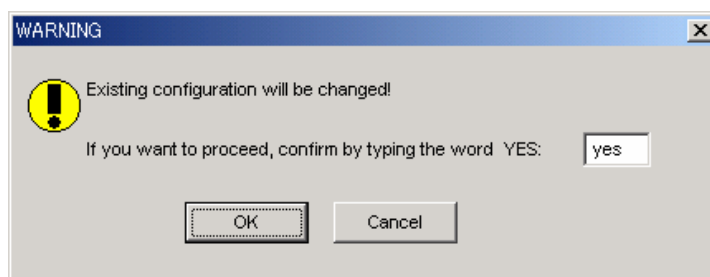 WARNING
Existing configuration will be changed!
If you want to proceed, confirm by typing the word YES: yes
OK Cancel